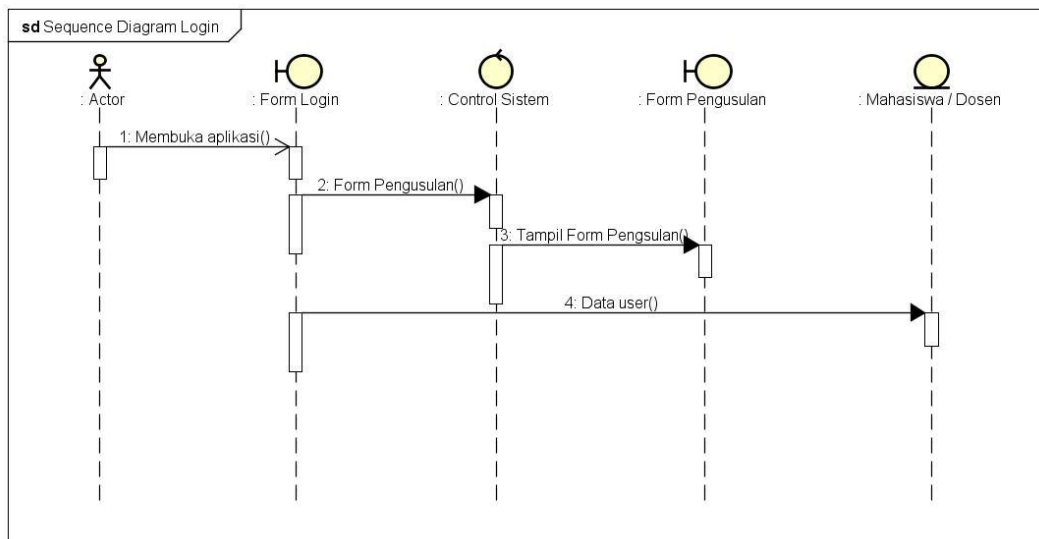 sd Sequence Diagram Login
: Actor
: Form Login
: Control Sistem
: Form Pengusulan
: Mahasiswa / Dosen
1: Membuka aplikasi()
2: Form Pengusulan()
3: Tampil Form Pengsulan()
4: Data user()